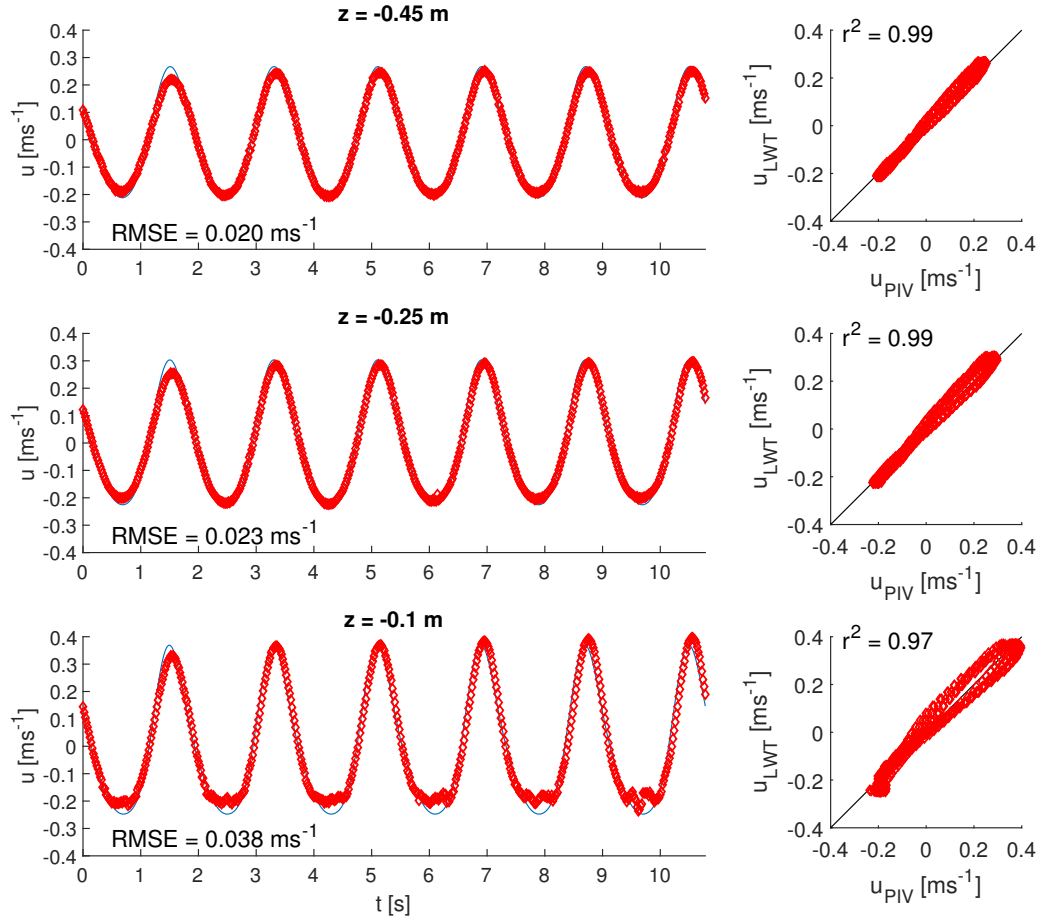 z = -0.45 m
0.4
0.3
0.2
0.1
0
-0.1
-0.2
-0.3
-0.4
u [ms⁻¹]
RMSE = 0.020 ms⁻¹
0 1 2 3 4 5 6 7 8 9 10
r² = 0.99
0.4
0.2
0
-0.2
-0.4
u_LWT [ms⁻¹]
-0.4 -0.2 0 0.2 0.4
u_PIV [ms⁻¹]
z = -0.25 m
0.4
0.3
0.2
0.1
0
-0.1
-0.2
-0.3
-0.4
u [ms⁻¹]
RMSE = 0.023 ms⁻¹
0 1 2 3 4 5 6 7 8 9 10
r² = 0.99
0.4
0.2
0
-0.2
-0.4
u_LWT [ms⁻¹]
-0.4 -0.2 0 0.2 0.4
u_PIV [ms⁻¹]
z = -0.1 m
0.4
0.3
0.2
0.1
0
-0.1
-0.2
-0.3
-0.4
u [ms⁻¹]
RMSE = 0.038 ms⁻¹
0 1 2 3 4 5 6 7 8 9 10
t [s]
r² = 0.97
0.4
0.2
0
-0.2
-0.4
u_LWT [ms⁻¹]
-0.4 -0.2 0 0.2 0.4
u_PIV [ms⁻¹]